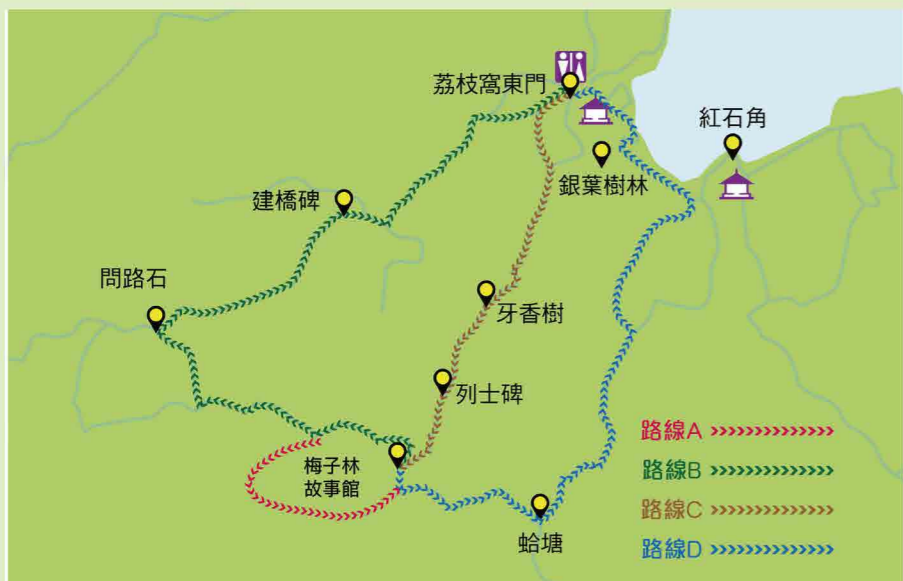 荔枝窩東門
紅石角
銀葉樹林
建橋碑
問路石
牙香樹
列士碑
梅子林
故事館
蛤塘
路線A
路線B
路線C
路線D